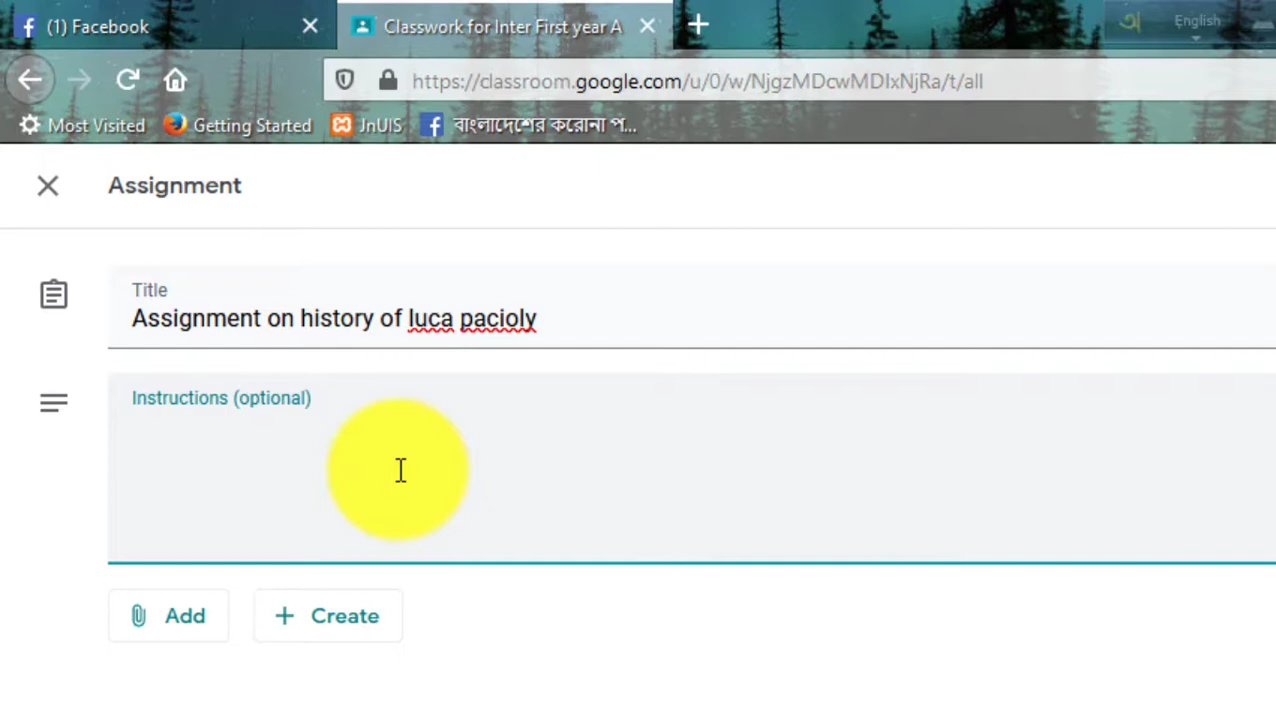 (1) Facebook
Classwork for Inter First year A
English
https://classroom.google.com/u/0/w/NjgzMDcwMDIxNjRa/t/all
Most Visited
Getting Started
JnUIS
বাংলাদেশের করোনা প...
Assignment
Title
Assignment on history of luca pacioly
Instructions (optional)
Add
Create